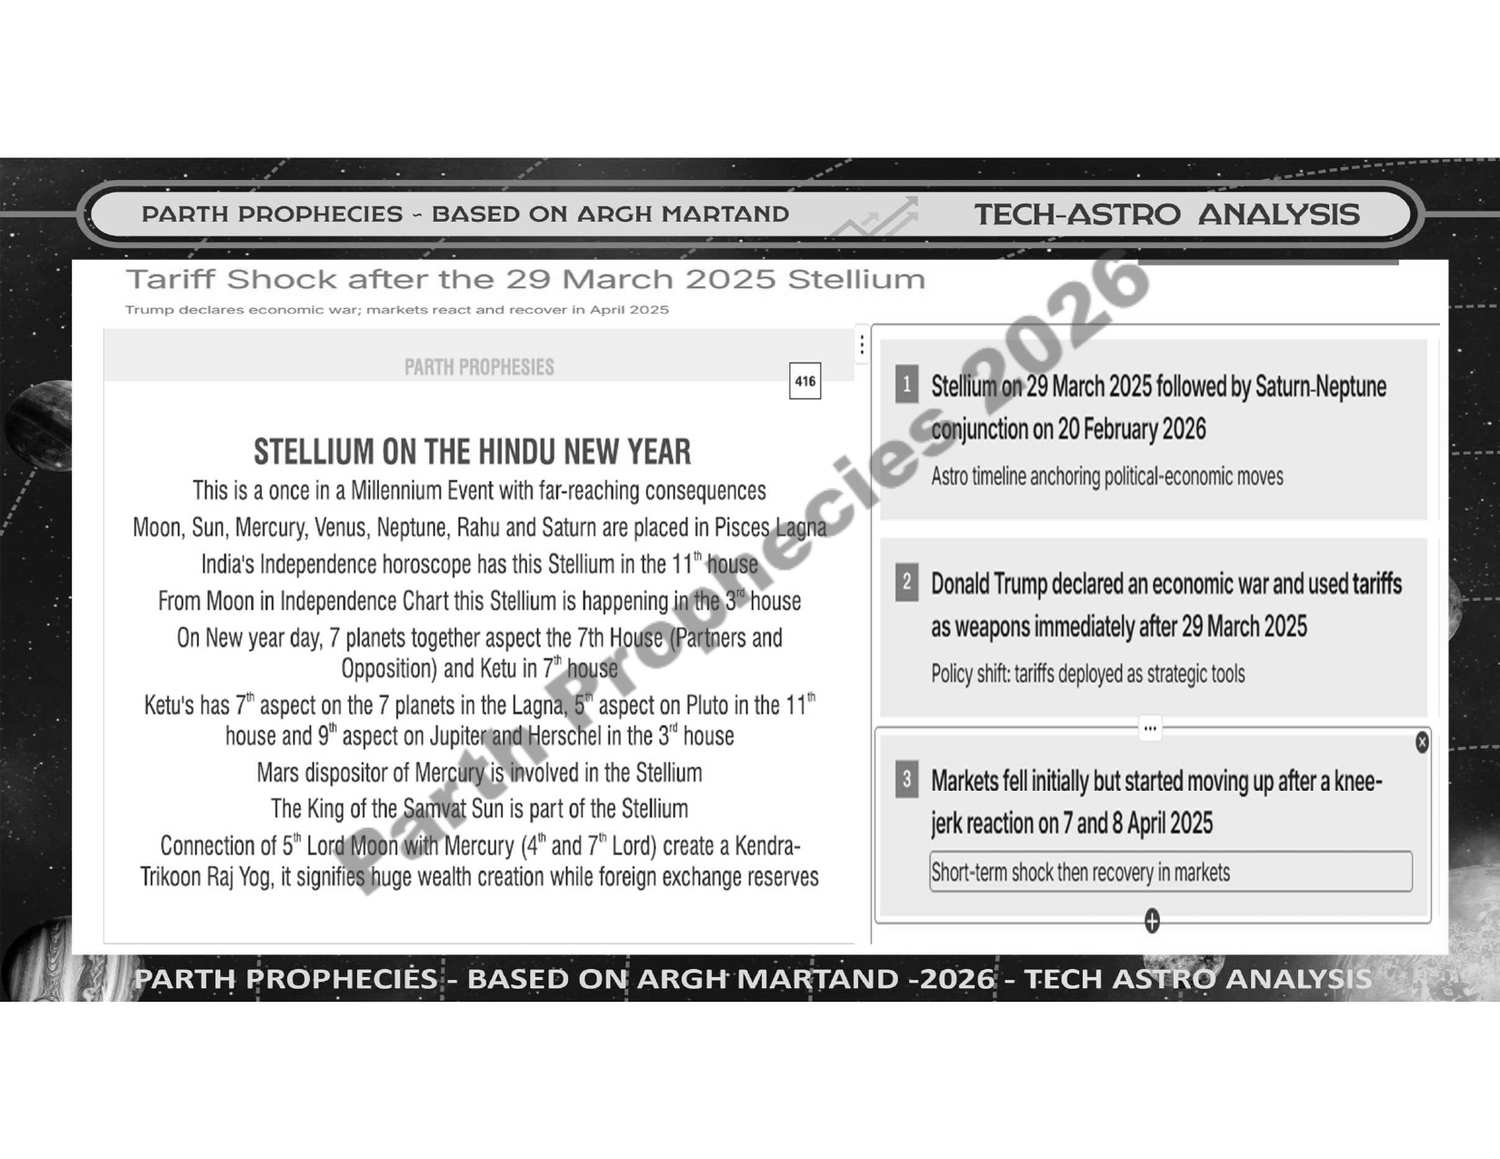 PARTH PROPHECIES ~ BASED ON ARGH MARTAND
TECH-ASTRO ANALYSIS
Tariff Shock after the 29 March 2025 Stellium
Trump declares economic war; markets react and recover in April 2025
PARTH PROPHESIES
416
STELLIUM ON THE HINDU NEW YEAR
This is a once in a Millennium Event with far-reaching consequences
Moon, Sun, Mercury, Venus, Neptune, Rahu and Saturn are placed in Pisces Lagna
India's Independence horoscope has this Stellium in the 11th house
From Moon in Independence Chart this Stellium is happening in the 3rd house
On New year day, 7 planets together aspect the 7th House (Partners and
Opposition) and Ketu in 7th house
Ketu's has 7th aspect on the 7 planets in the Lagna, 5th aspect on Pluto in the 11th
house and 9th aspect on Jupiter and Herschel in the 3rd house
Mars dispositor of Mercury is involved in the Stellium
The King of the Samvat Sun is part of the Stellium
Connection of 5th Lord Moon with Mercury (4th and 7th Lord) create a Kendra-
Trikoon Raj Yog, it signifies huge wealth creation while foreign exchange reserves
1
Stellium on 29 March 2025 followed by Saturn-Neptune
conjunction on 20 February 2026
Astro timeline anchoring political-economic moves
2
Donald Trump declared an economic war and used tariffs
as weapons immediately after 29 March 2025
Policy shift: tariffs deployed as strategic tools
3
Markets fell initially but started moving up after a knee-
jerk reaction on 7 and 8 April 2025
Short-term shock then recovery in markets
Parth Prophecies 2026
PARTH PROPHECIES - BASED ON ARGH MARTAND -2026 - TECH ASTRO ANALYSIS